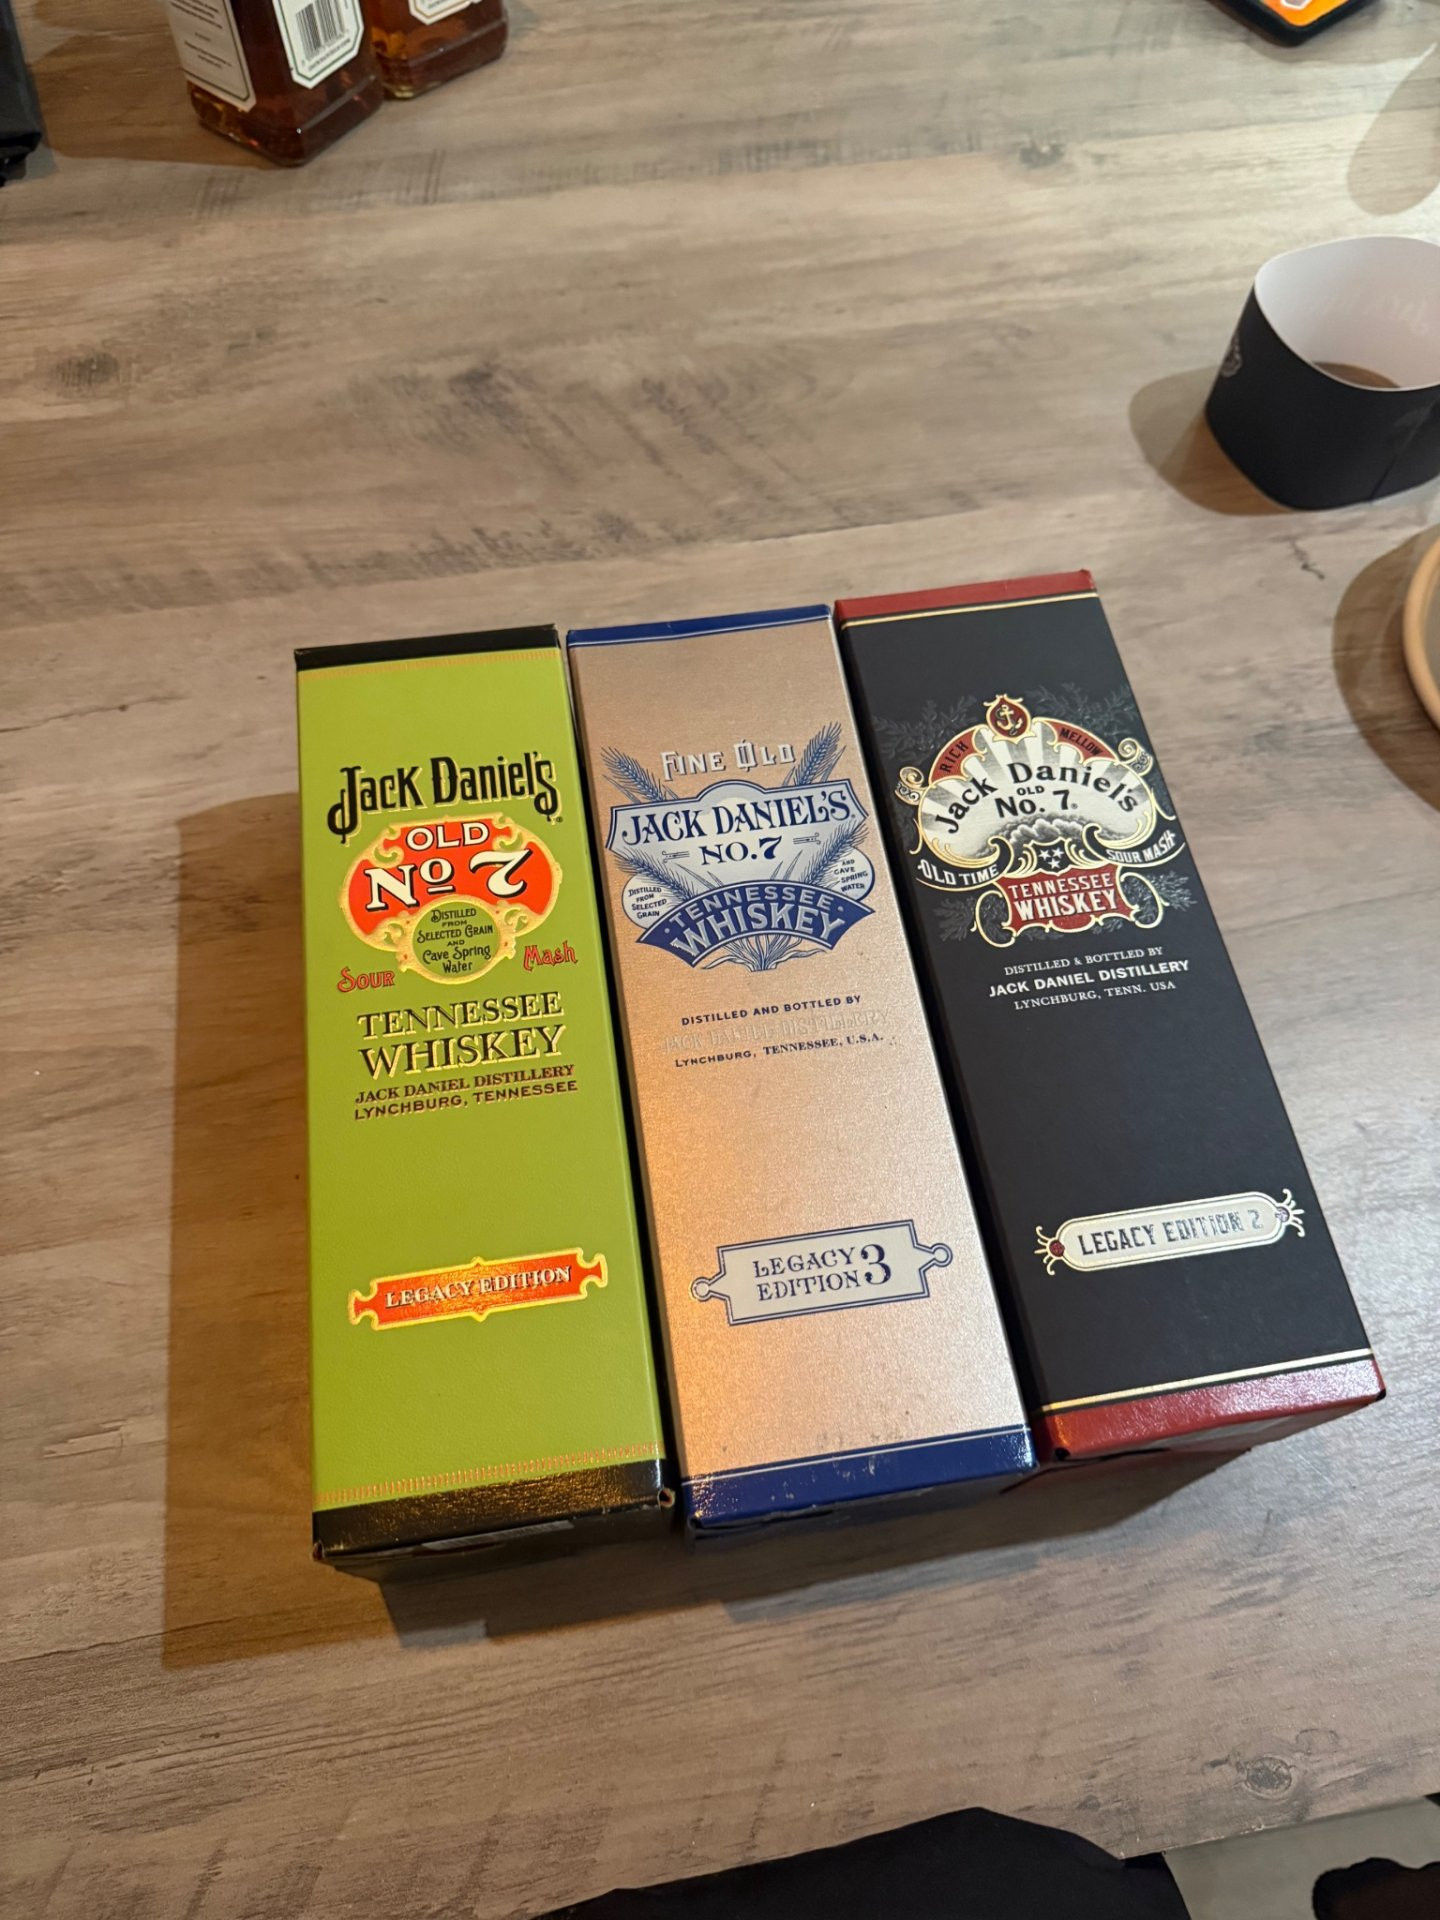 Jack Daniel's
OLD
No 7
DISTILLED
FROM
SELECTED GRAIN
AND
Cave Spring
Water
SOUR Mash
TENNESSEE
WHISKEY
JACK DANIEL DISTILLERY
LYNCHBURG, TENNESSEE
LEGACY EDITION
FINE OLD
JACK DANIEL'S
NO.7
DISTILLED
FROM
SELECTED
GRAIN
AND
CAVE
SPRING
WATER
TENNESSEE
WHISKEY
DISTILLED AND BOTTLED BY
JACK DANIEL DISTILLERY
LYNCHBURG, TENNESSEE, U.S.A.
LEGACY
EDITION 3
RICH MELLOW
Jack Daniel's
OLD
No. 7
OLD TIME SOUR MASH
TENNESSEE
WHISKEY
DISTILLED & BOTTLED BY
JACK DANIEL DISTILLERY
LYNCHBURG, TENN. USA
LEGACY EDITION 2